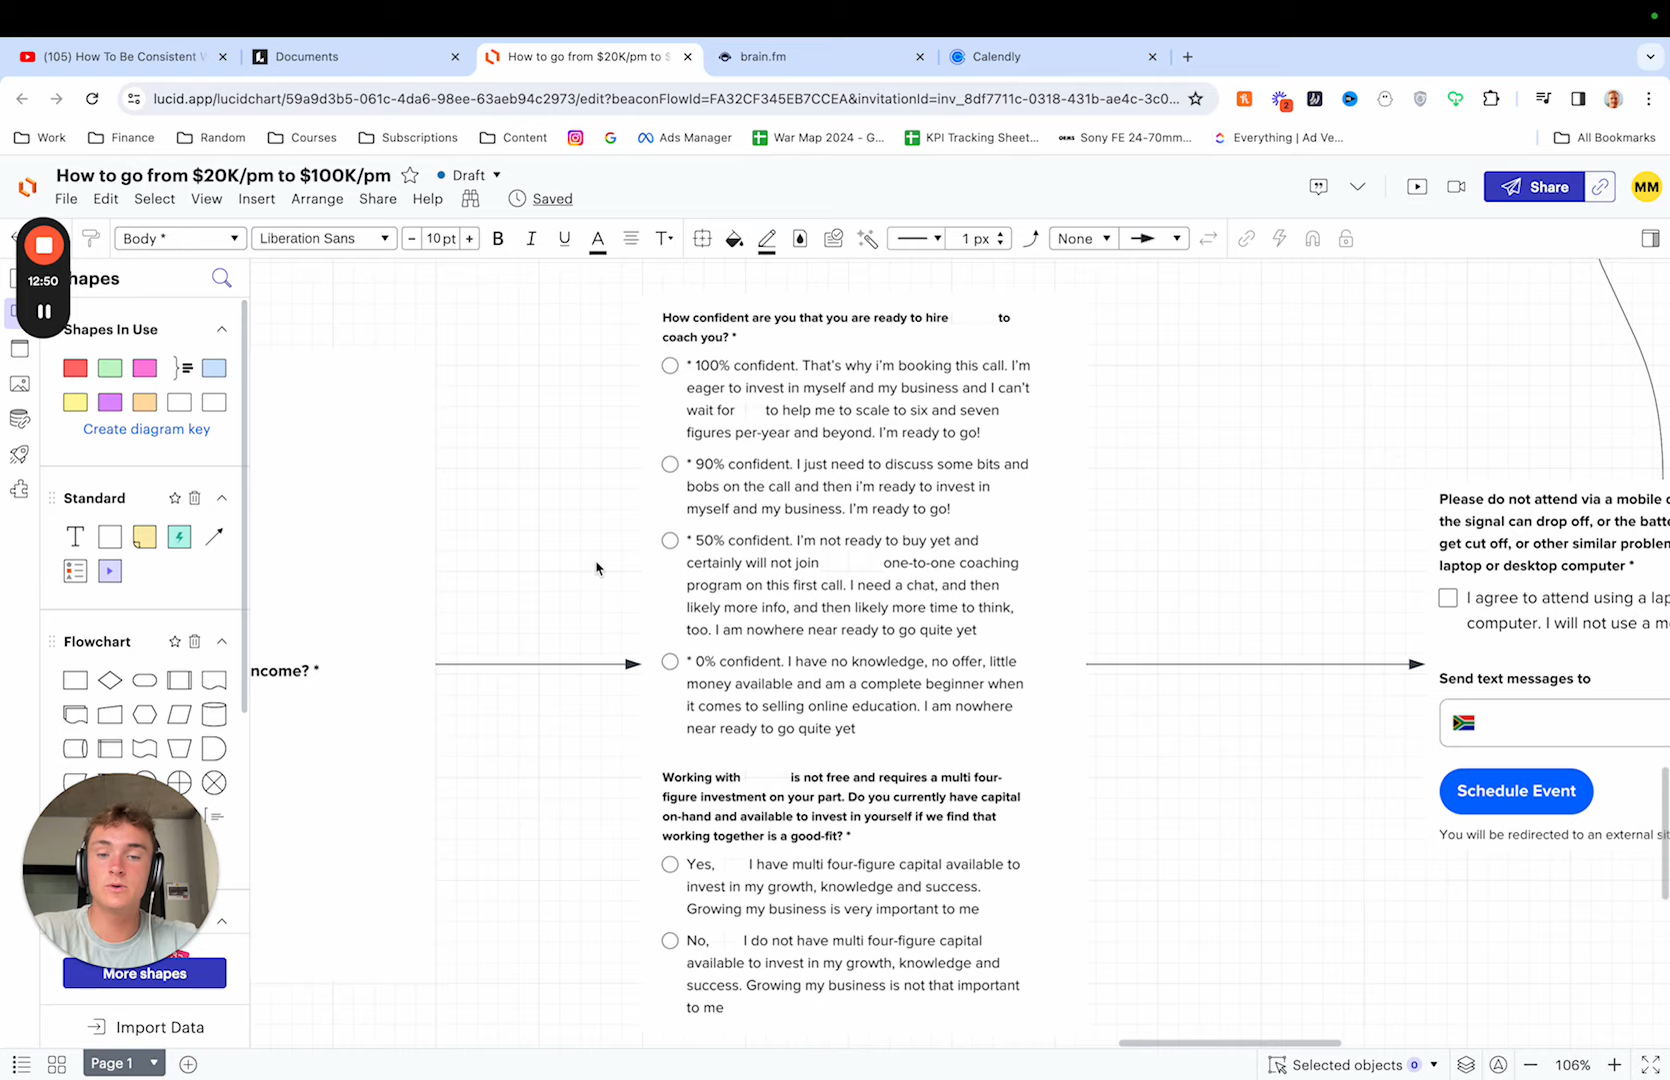 (105) How To Be Consistent W
Documents
How to go from $20K/pm to $
brain.fm
Calendly
lucid.app/lucidchart/59a9d3b5-061c-4da6-98ee-63aeb94c2973/edit?beaconFlowId=FA32CF345EB7CCEA&invitationId=inv_8df7711c-0318-431b-ae4c-3c0...
2
Work
Finance
Random
Courses
Subscriptions
Content
Ads Manager
War Map 2024 - G...
KPI Tracking Sheet...
Sony FE 24-70mm...
Everything | Ad Ve...
All Bookmarks
How to go from $20K/pm to $100K/pm
Draft
File Edit Select View Insert Arrange Share Help
Saved
Share
MM
Body *
Liberation Sans
10 pt
B I U A
1 px
None
12:50
hapes
Shapes In Use
Create diagram key
Standard
T
Flowchart
More shapes
Import Data
ncome? *
How confident are you that you are ready to hire to
coach you? *
* 100% confident. That's why i'm booking this call. I'm
eager to invest in myself and my business and I can't
wait for to help me to scale to six and seven
figures per-year and beyond. I'm ready to go!
* 90% confident. I just need to discuss some bits and
bobs on the call and then i'm ready to invest in
myself and my business. I'm ready to go!
* 50% confident. I'm not ready to buy yet and
certainly will not join one-to-one coaching
program on this first call. I need a chat, and then
likely more info, and then likely more time to think,
too. I am nowhere near ready to go quite yet
* 0% confident. I have no knowledge, no offer, little
money available and am a complete beginner when
it comes to selling online education. I am nowhere
near ready to go quite yet
Working with is not free and requires a multi four-
figure investment on your part. Do you currently have capital
on-hand and available to invest in yourself if we find that
working together is a good-fit? *
Yes, I have multi four-figure capital available to
invest in my growth, knowledge and success.
Growing my business is very important to me
No, I do not have multi four-figure capital
available to invest in my growth, knowledge and
success. Growing my business is not that important
to me
Please do not attend via a mobile
the signal can drop off, or the batte
get cut off, or other similar problem
laptop or desktop computer *
I agree to attend using a lap
computer. I will not use a m
Send text messages to
Schedule Event
You will be redirected to an external sit
Page 1
Selected objects 0
106%